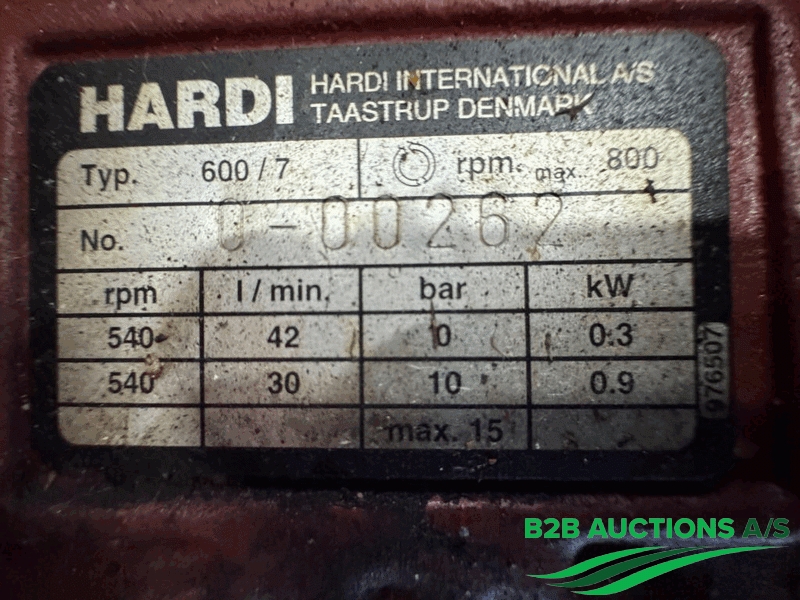 HARDI HARDI INTERNATIONAL A/S
TAASTRUP DENMARK
Typ. 600 / 7 rpm. max. 800
No. 0-00262
rpm l / min. bar kW
540 42 0 0.3
540 30 10 0.9
max. 15
976507
B2B AUCTIONS A/S